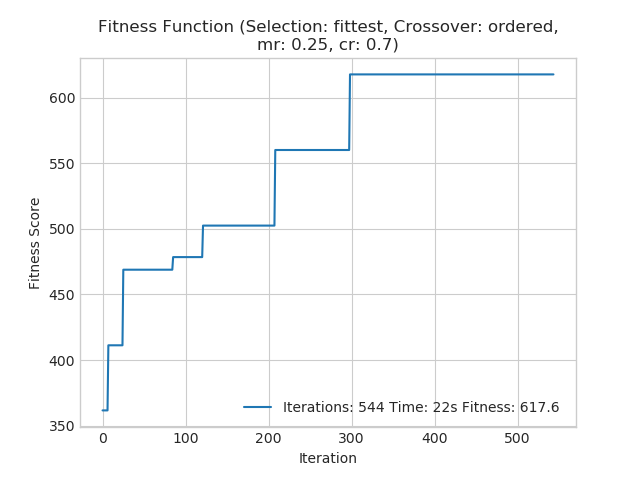 Fitness Function (Selection: fittest, Crossover: ordered,
mr: 0.25, cr: 0.7)
600
550
500
450
400
350
Fitness Score
Iterations: 544 Time: 22s Fitness: 617.6
0
100
200
300
400
500
Iteration